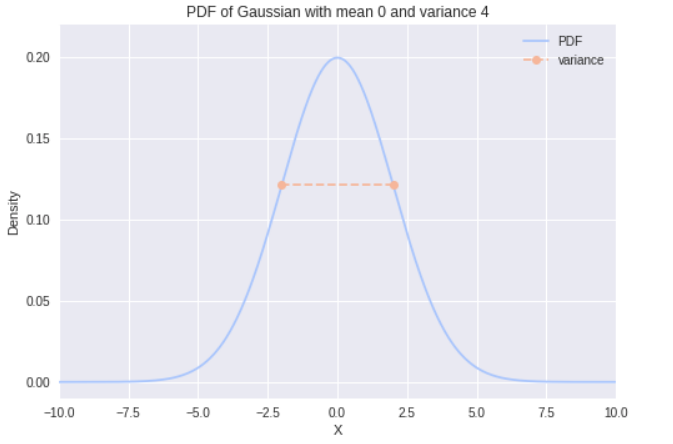 PDF of Gaussian with mean 0 and variance 4
PDF
variance
0.20
0.15
0.10
0.05
0.00
Density
−10.0 −7.5 −5.0 −2.5 0.0 2.5 5.0 7.5 10.0
X